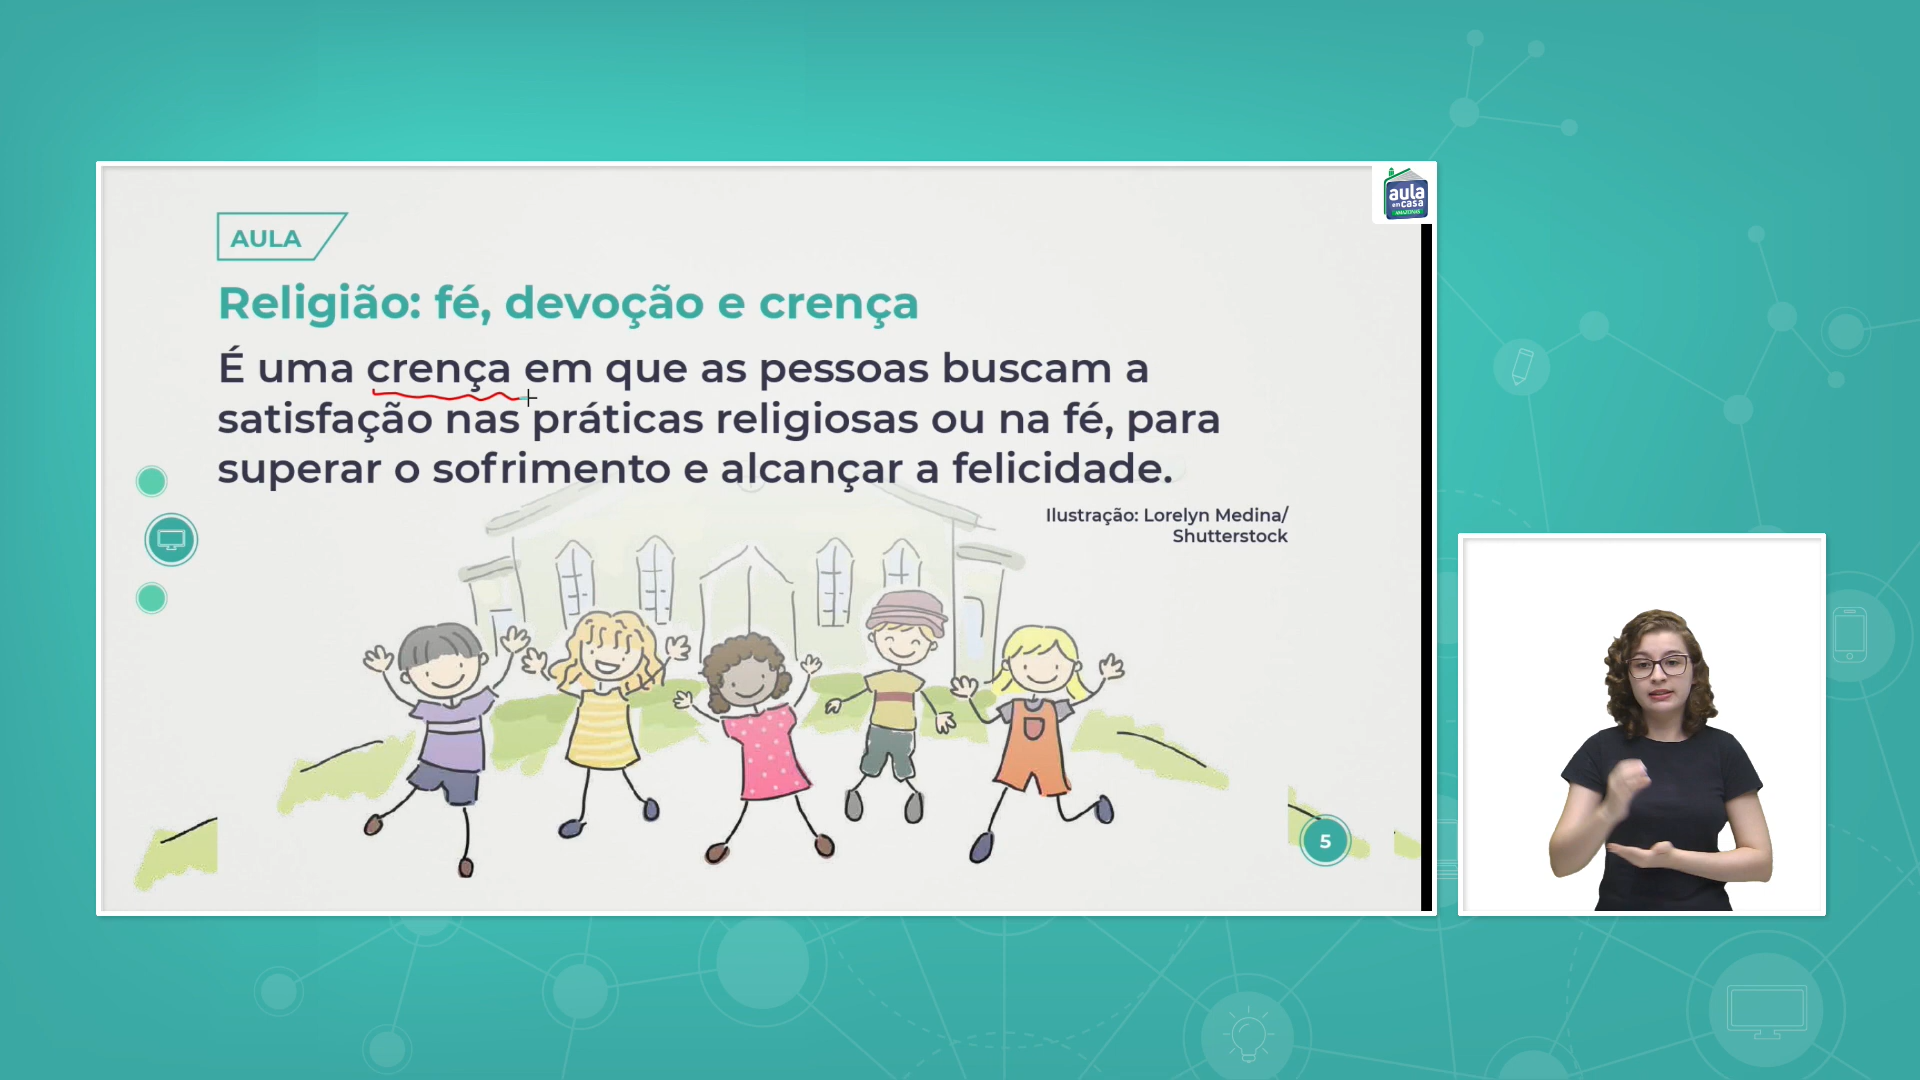 aula
em casa
AMAZONAS
AULA
Religião: fé, devoção e crença
É uma crença em que as pessoas buscam a
satisfação nas práticas religiosas ou na fé, para
superar o sofrimento e alcançar a felicidade.
Ilustração: Lorelyn Medina/
Shutterstock
5